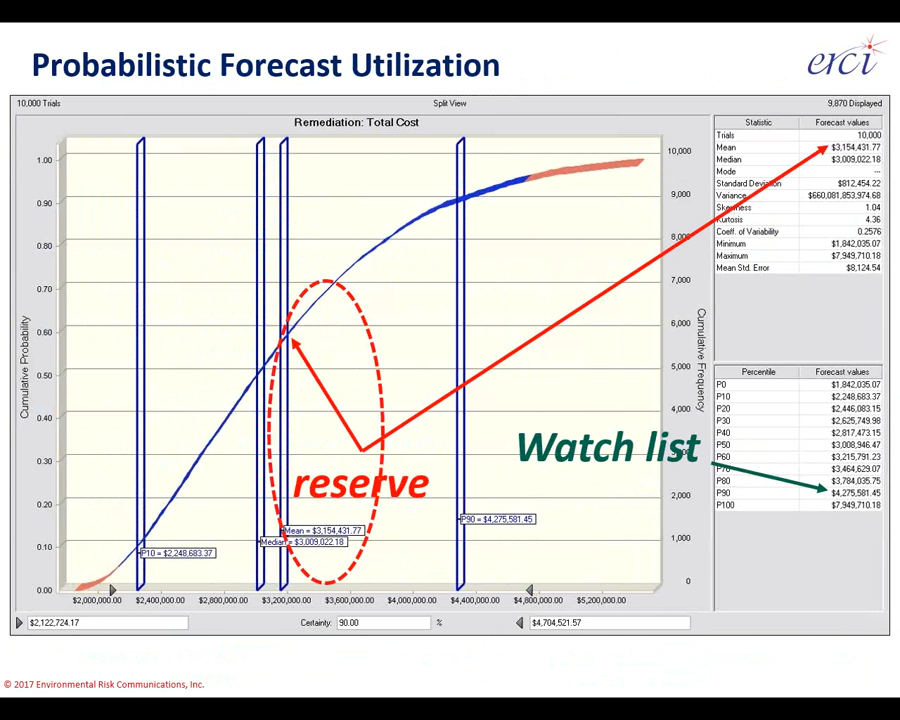 Probabilistic Forecast Utilization
erci
10,000 Trials
Split View
9,870 Displayed
Remediation: Total Cost
Cumulative Probability
1.00
0.90
0.80
0.70
0.60
0.50
0.40
0.30
0.20
0.10
0.00
10,000
9,000
8,000
7,000
6,000
5,000
4,000
2,000
1,000
0
Cumulative Frequency
P10 = $2,248,683.37
Median = $3,009,022.18
Mean = $3,154,431.77
P90 = $4,275,581.45
reserve
Watch list
$2,000,000.00 $2,400,000.00 $2,800,000.00 $3,200,000.00 $3,600,000.00 $4,000,000.00 $4,400,000.00 $4,800,000.00 $5,200,000.00
$2,122,724.17
Certainty: 90.00 %
$4,704,521.57
Statistic Forecast values
Trials 10,000
Mean $3,154,431.77
Median $3,009,022.18
Mode ---
Standard Deviation $812,454.22
Variance $660,081,853,974.68
Skewness 1.04
Kurtosis 4.36
Coeff. of Variability 0.2576
Minimum $1,842,035.07
Maximum $7,949,710.18
Mean Std. Error $8,124.54
Percentile Forecast values
P0 $1,842,035.07
P10 $2,248,683.37
P20 $2,446,083.15
P30 $2,625,749.98
P40 $2,817,473.15
P50 $3,008,946.47
P60 $3,215,791.23
P70 $3,464,629.07
P80 $3,784,035.75
P90 $4,275,581.45
P100 $7,949,710.18
© 2017 Environmental Risk Communications, Inc.